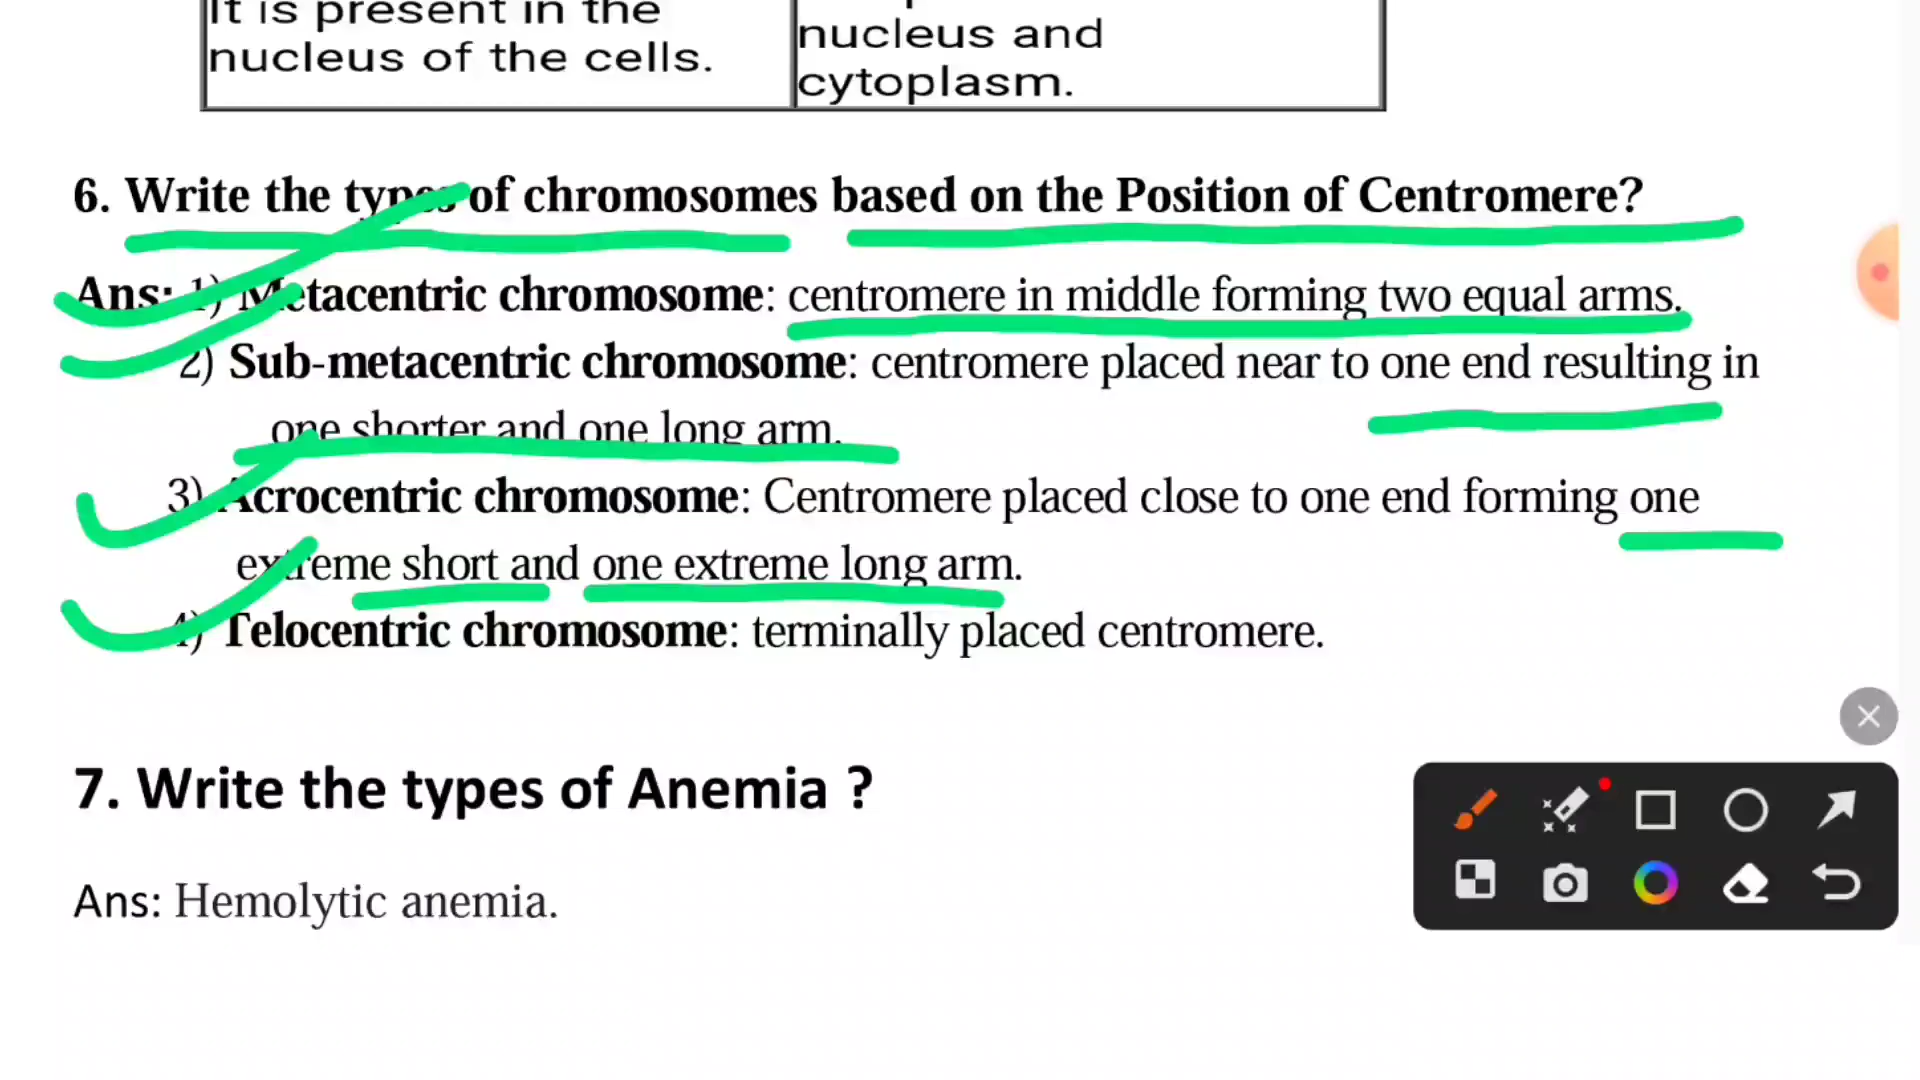 It is present in the
nucleus of the cells.
nucleus and
cytoplasm.
6. Write the types of chromosomes based on the Position of Centromere?
Ans: 1) Metacentric chromosome: centromere in middle forming two equal arms.
2) Sub-metacentric chromosome: centromere placed near to one end resulting in
one shorter and one long arm.
3) Acrocentric chromosome: Centromere placed close to one end forming one
extreme short and one extreme long arm.
4) Telocentric chromosome: terminally placed centromere.
7. Write the types of Anemia ?
Ans: Hemolytic anemia.